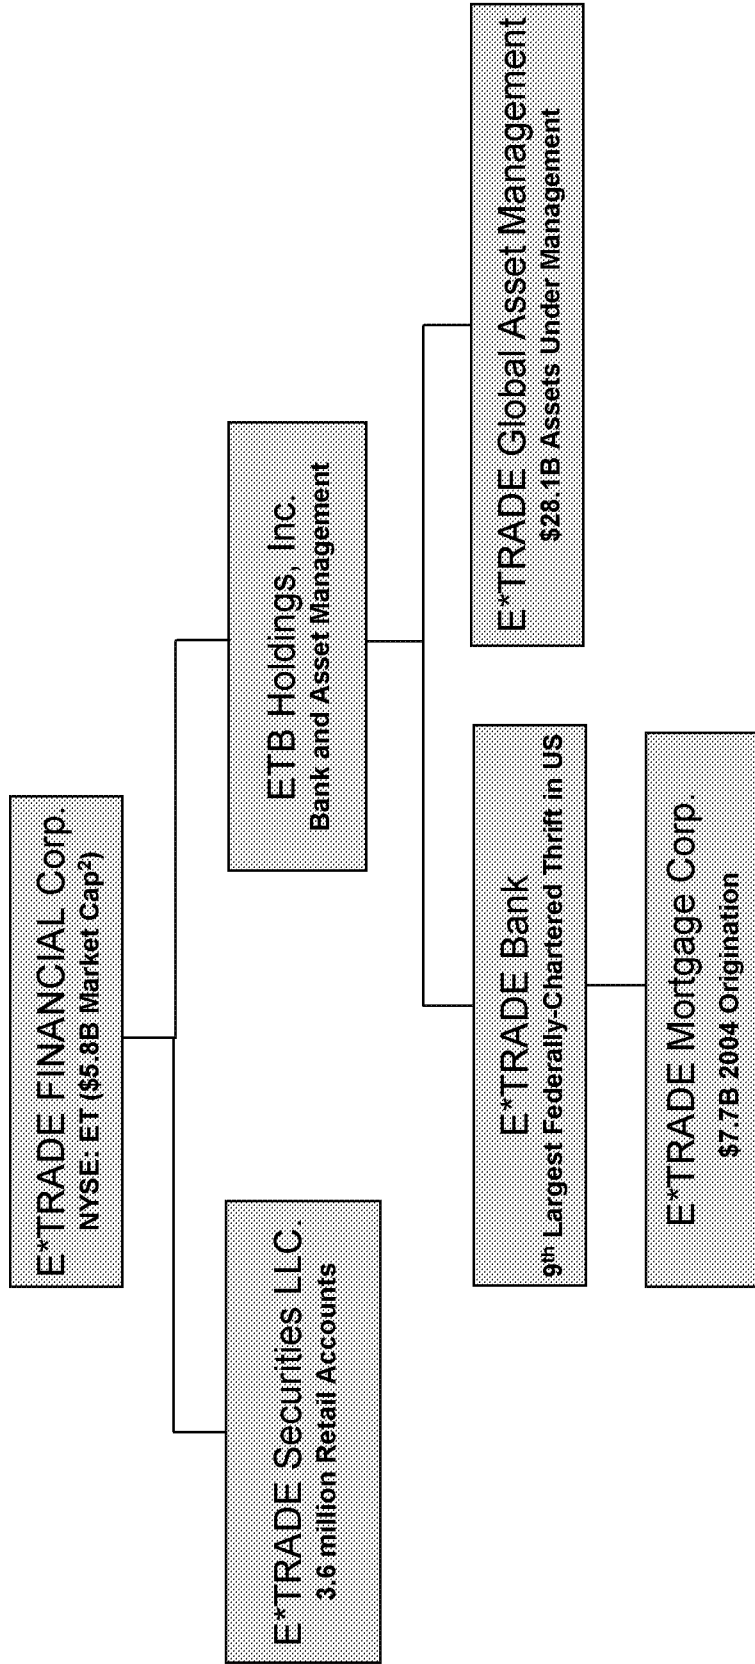 E*TRADE FINANCIAL Corp.
NYSE: ET ($5.8B Market Cap²)
E*TRADE Securities LLC.
3.6 million Retail Accounts
ETB Holdings, Inc.
Bank and Asset Management
E*TRADE Bank
9th Largest Federally-Chartered Thrift in US
E*TRADE Global Asset Management
$28.1B Assets Under Management
E*TRADE Mortgage Corp.
$7.7B 2004 Origination